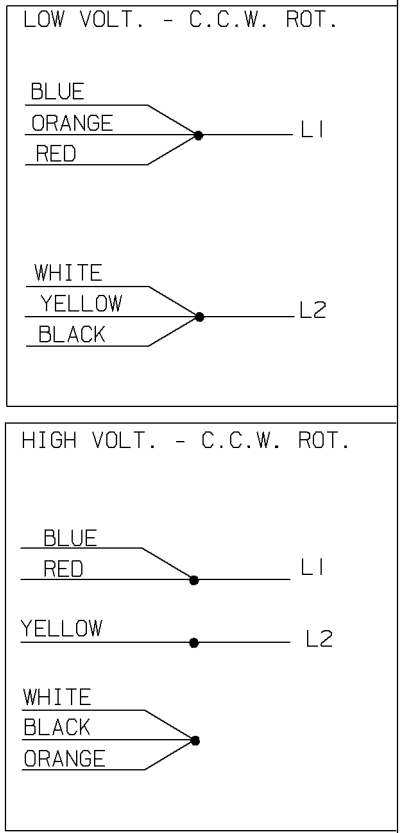 LOW VOLT. - C.C.W. ROT.
BLUE
ORANGE
RED
L1
WHITE
YELLOW
BLACK
L2
HIGH VOLT. - C.C.W. ROT.
BLUE
RED
L1
YELLOW
L2
WHITE
BLACK
ORANGE